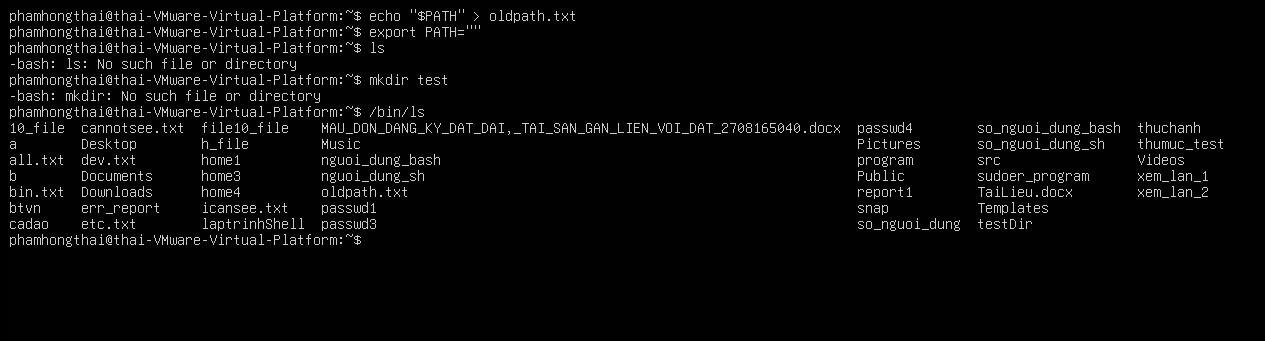 phamhongthai@thai-VMware-Virtual-Platform:~$ echo "$PATH" > oldpath.txt
phamhongthai@thai-VMware-Virtual-Platform:~$ export PATH=""
phamhongthai@thai-VMware-Virtual-Platform:~$ ls
-bash: ls: No such file or directory
phamhongthai@thai-VMware-Virtual-Platform:~$ mkdir test
-bash: mkdir: No such file or directory
phamhongthai@thai-VMware-Virtual-Platform:~$ /bin/ls
10_file  cannotsee.txt  file10_file    MAU_DON_DANG_KY_DAT_DAI,_TAI_SAN_GAN_LIEN_VOI_DAT_2708165040.docx  passwd4        so_nguoi_dung_bash  thuchanh
a        Desktop        h_file         Music                                                              Pictures       so_nguoi_dung_sh    thumuc_test
all.txt  dev.txt        home1          nguoi_dung_bash                                                    program        src                 Videos
b        Documents      home3          nguoi_dung_sh                                                      Public         sudoer_program      xem_lan_1
bin.txt  Downloads      home4          oldpath.txt                                                        report1        TaiLieu.docx        xem_lan_2
btvn     err_report     icansee.txt    passwd1                                                            snap           Templates
cadao    etc.txt        laptrinhShell  passwd3                                                            so_nguoi_dung  testDir
phamhongthai@thai-VMware-Virtual-Platform:~$